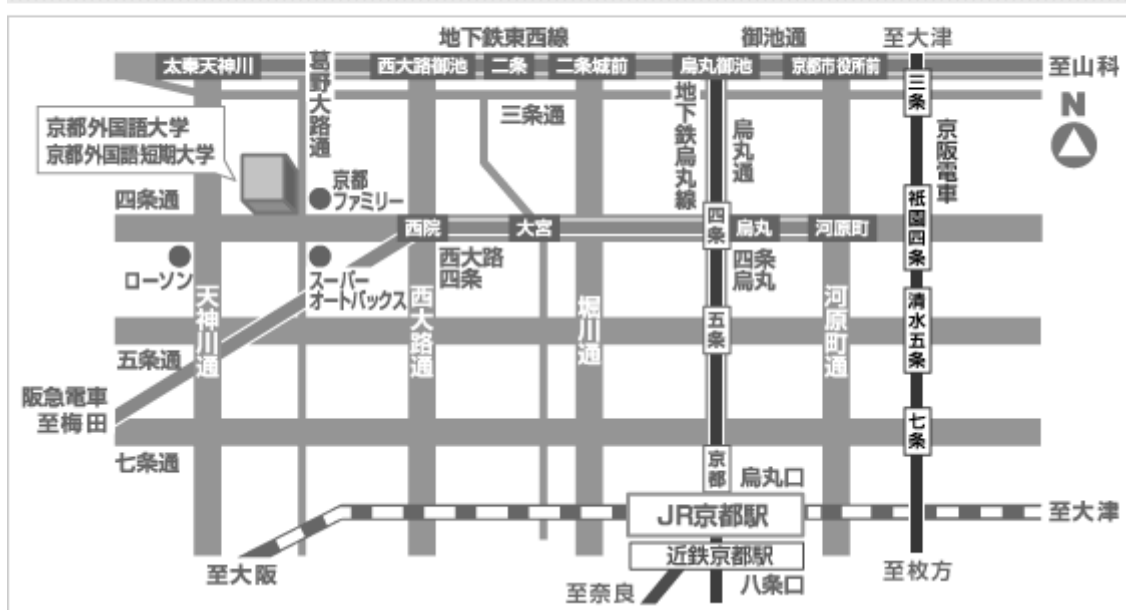 地下鉄東西線
御池通
至大津
太秦天神川
西大路御池
二条
二条城前
烏丸御池
京都市役所前
三条
至山科
葛野大路通
三条通
地下鉄烏丸線
烏丸通
京阪電車
N
京都外国語大学
京都外国語短期大学
京都
ファミリー
四条通
西院
大宮
四条
烏丸
河原町
祇園四条
ローソン
スーパー
オートバックス
西大路
四条
四条
烏丸
天神川通
西大路通
堀川通
五条
河原町通
清水五条
五条通
阪急電車
至梅田
七条
七条通
京都
烏丸口
JR京都駅
至大津
近鉄京都駅
至大阪
至奈良
八条口
至枚方